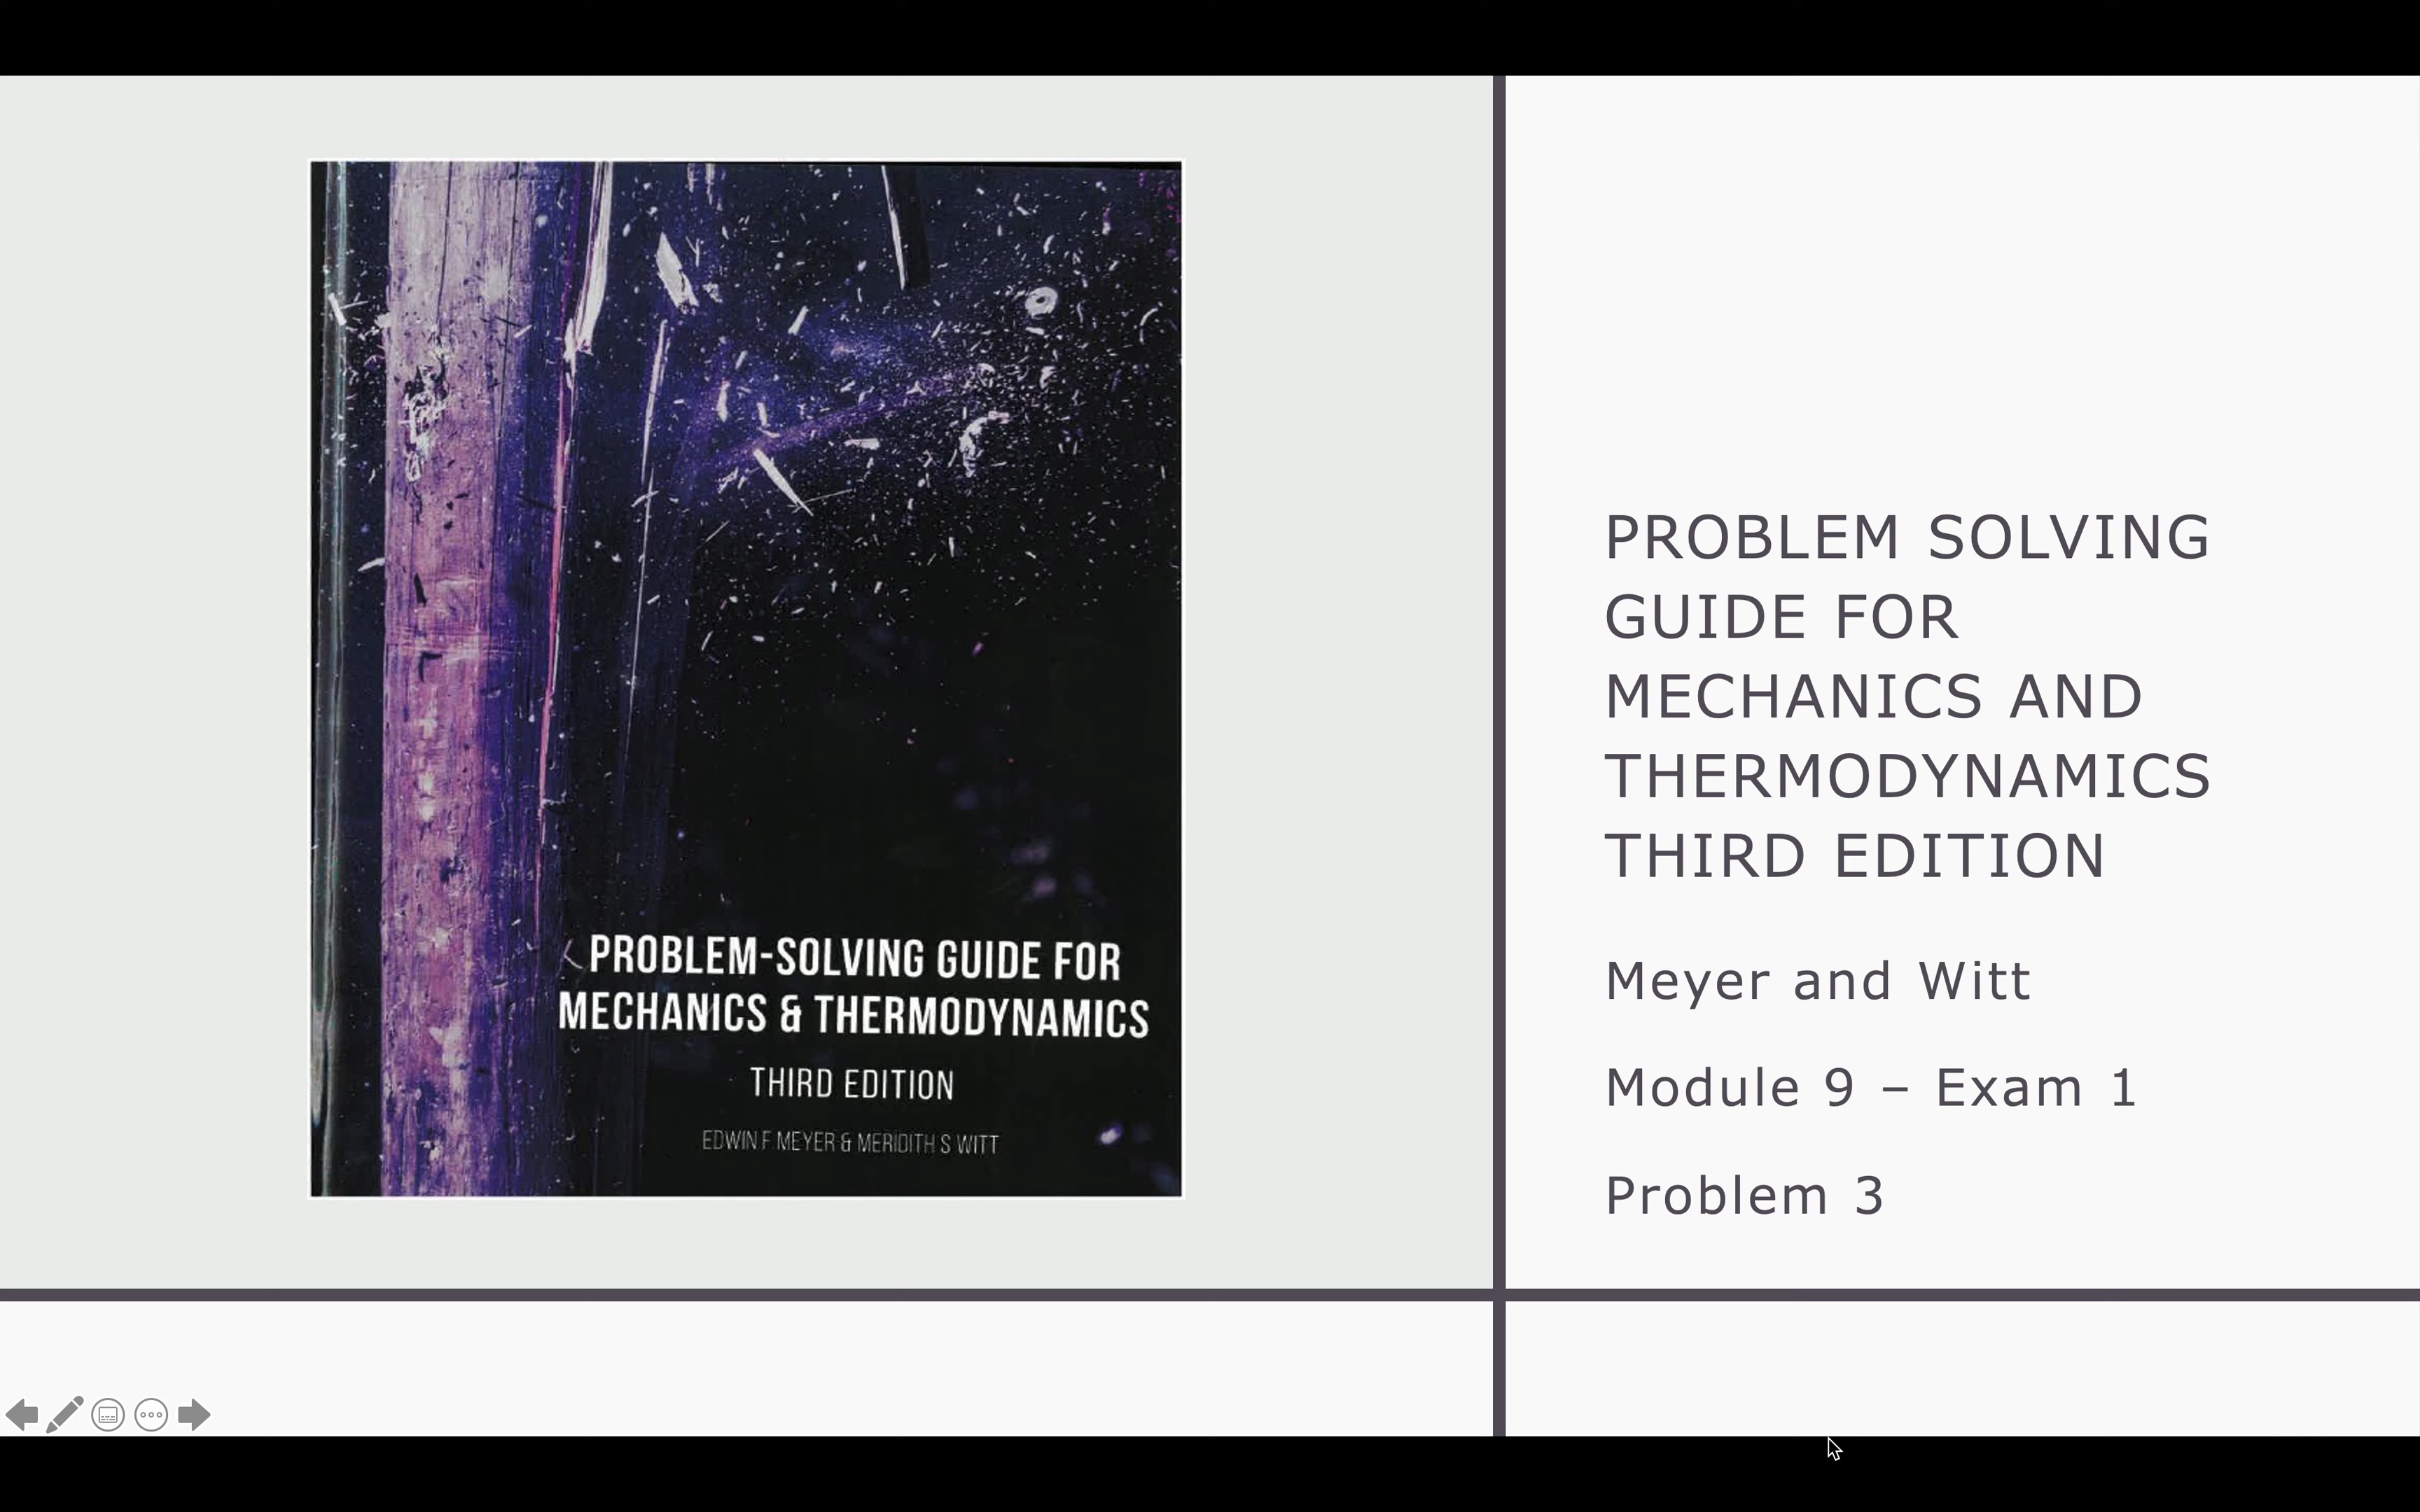 PROBLEM-SOLVING GUIDE FOR
MECHANICS & THERMODYNAMICS
THIRD EDITION
EDWIN F MEYER & MERIDITH S WITT
PROBLEM SOLVING
GUIDE FOR
MECHANICS AND
THERMODYNAMICS
THIRD EDITION
Meyer and Witt
Module 9 – Exam 1
Problem 3